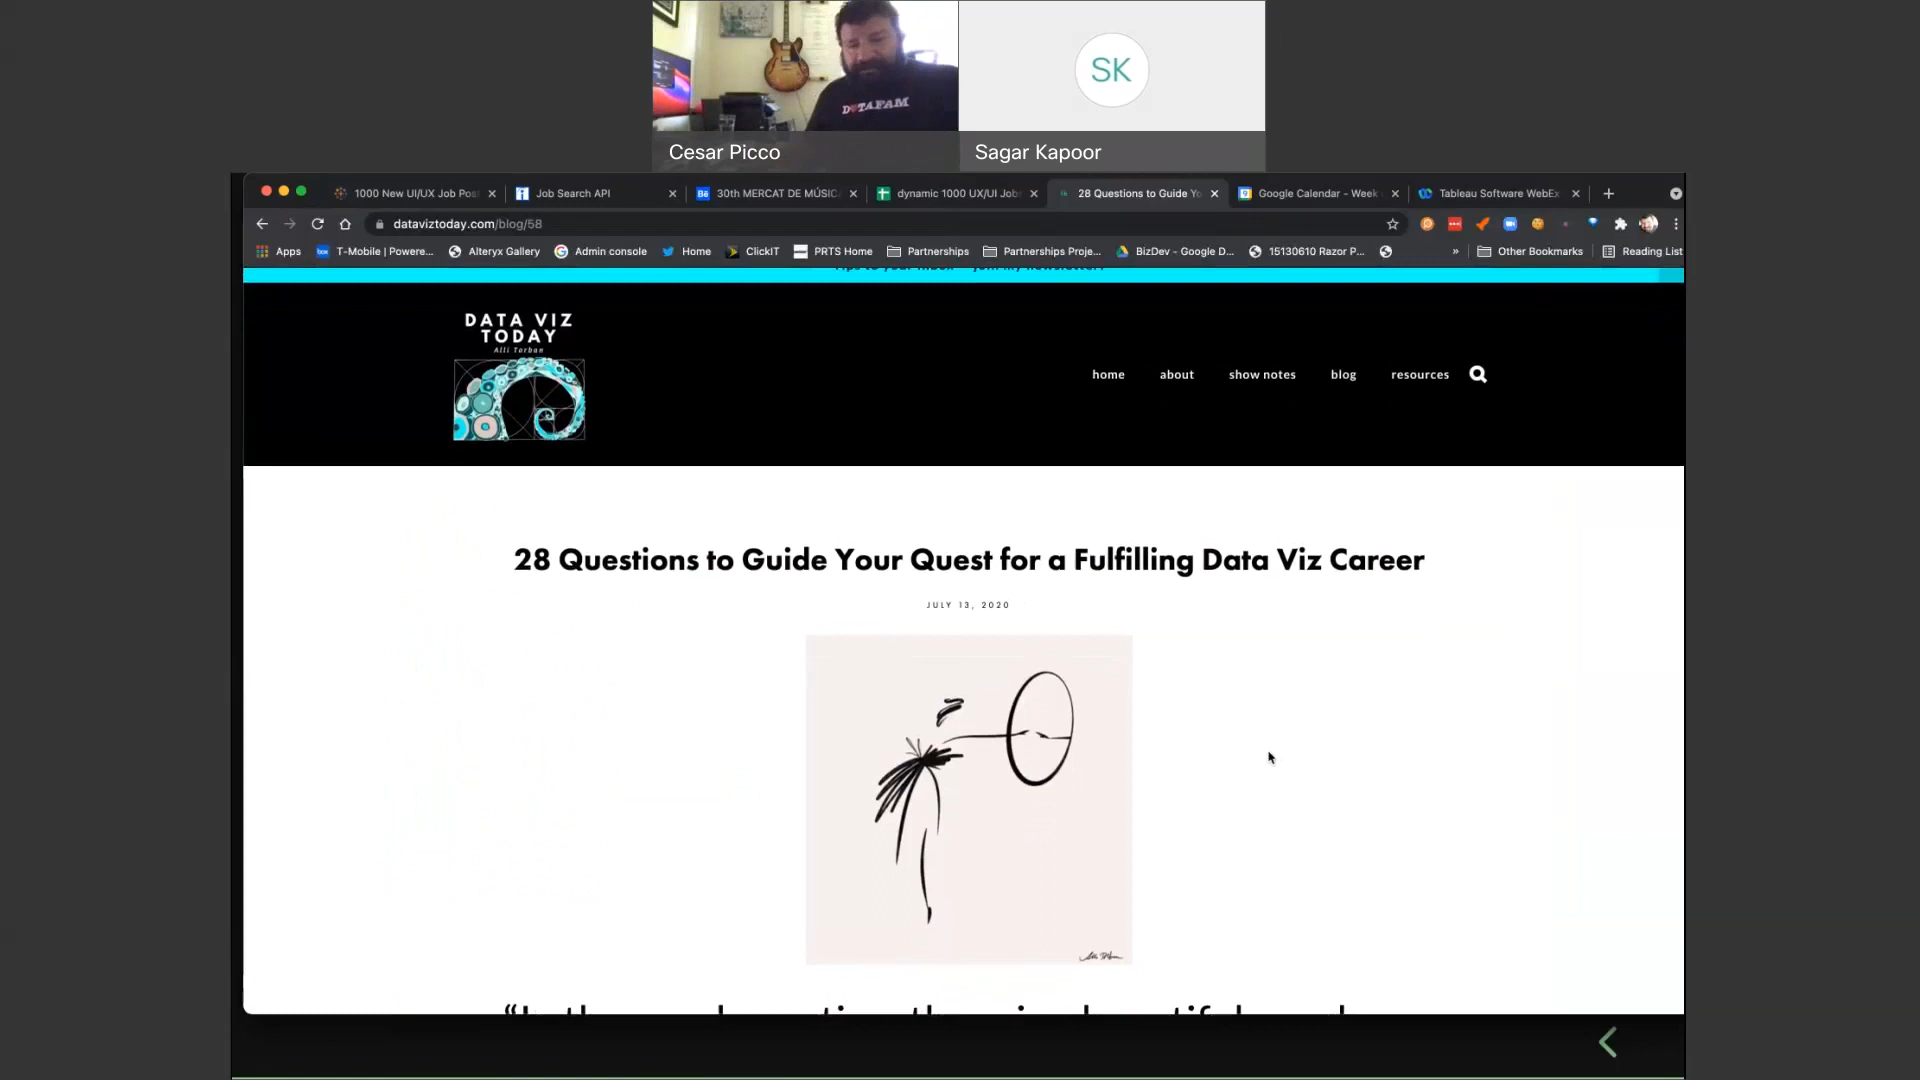 SK
D TAFAM
Cesar Picco
Sagar Kapoor
1000 New UI/UX Job Pos
Job Search API
30th MERCAT DE MÚSIC
dynamic 1000 UX/UI Job
28 Questions to Guide Yo
Google Calendar - Week
Tableau Software WebEx
dataviztoday.com/blog/58
Apps
T-Mobile | Powere...
Alteryx Gallery
Admin console
Home
ClickIT
PRTS Home
Partnerships
Partnerships Proje...
BizDev - Google D...
15130610 Razor P...
»
Other Bookmarks
Reading List
DATA VIZ
TODAY
Alli Torban
home
about
show notes
blog
resources
28 Questions to Guide Your Quest for a Fulfilling Data Viz Career
JULY 13, 2020